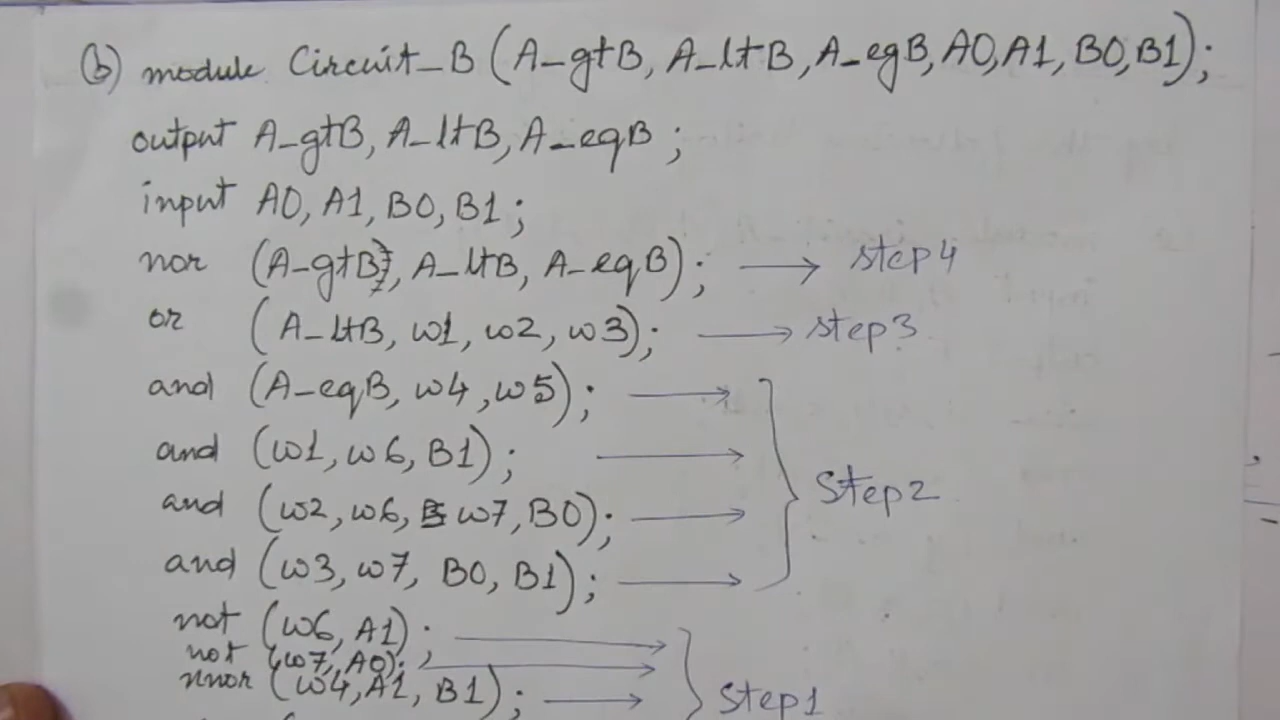 (b) module Circuit_B (A_gtB, A_ltB, A_eqB, A0, A1, B0, B1);
output A_gtB, A_ltB, A_eqB ;
input A0, A1, B0, B1 ;
nor (A_gtB, A_ltB, A_eqB); → step4
or (A_ltB, w1, w2, w3); → step3
and (A_eqB, w4, w5); →
and (w1, w6, B1); →
and (w2, w6, w7, B0); → Step2
and (w3, w7, B0, B1); →
not (w6, A1); →
not (w7, A0); →
xnor (w4, A1, B1); → Step1